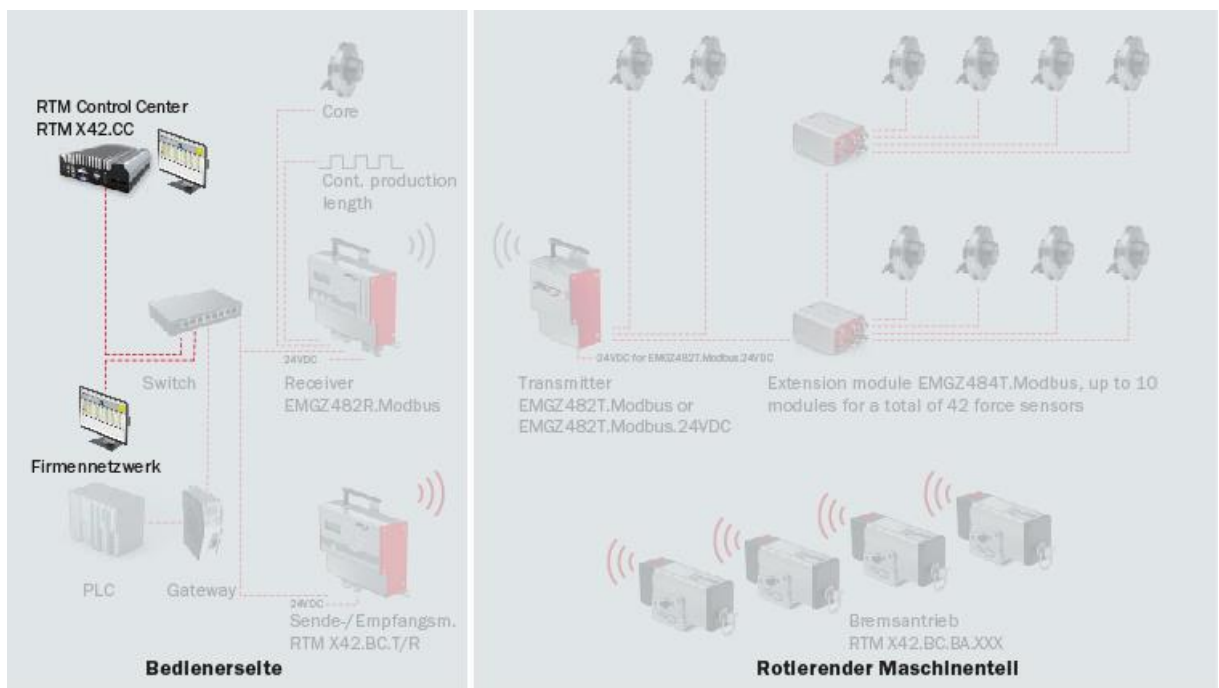 RTM Control Center
RTM X42.CC
Core
Cont. production
length
Switch
24VDC
Receiver
EMGZ482R.Modbus
Firmennetzwerk
PLC
Gateway
24VDC
Sende-/Empfangsm.
RTM X42.BC.T/R
Bedienerseite
24VDC for EMGZ482T.Modbus.24VDC
Transmitter
EMGZ482T.Modbus or
EMGZ482T.Modbus.24VDC
Extension module EMGZ484T.Modbus, up to 10
modules for a total of 42 force sensors
Bremsantrieb
RTM X42.BC.BA.XXX
Rotierender Maschinenteil